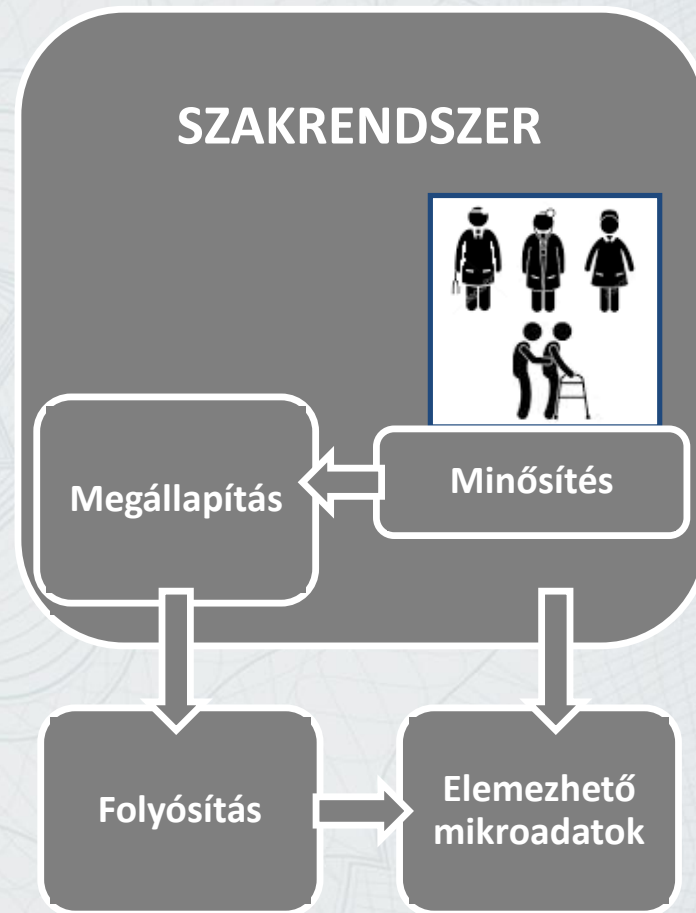 SZAKRENDSZER
Megállapítás
Minősítés
Folyósítás
Elemezhető
mikroadatok